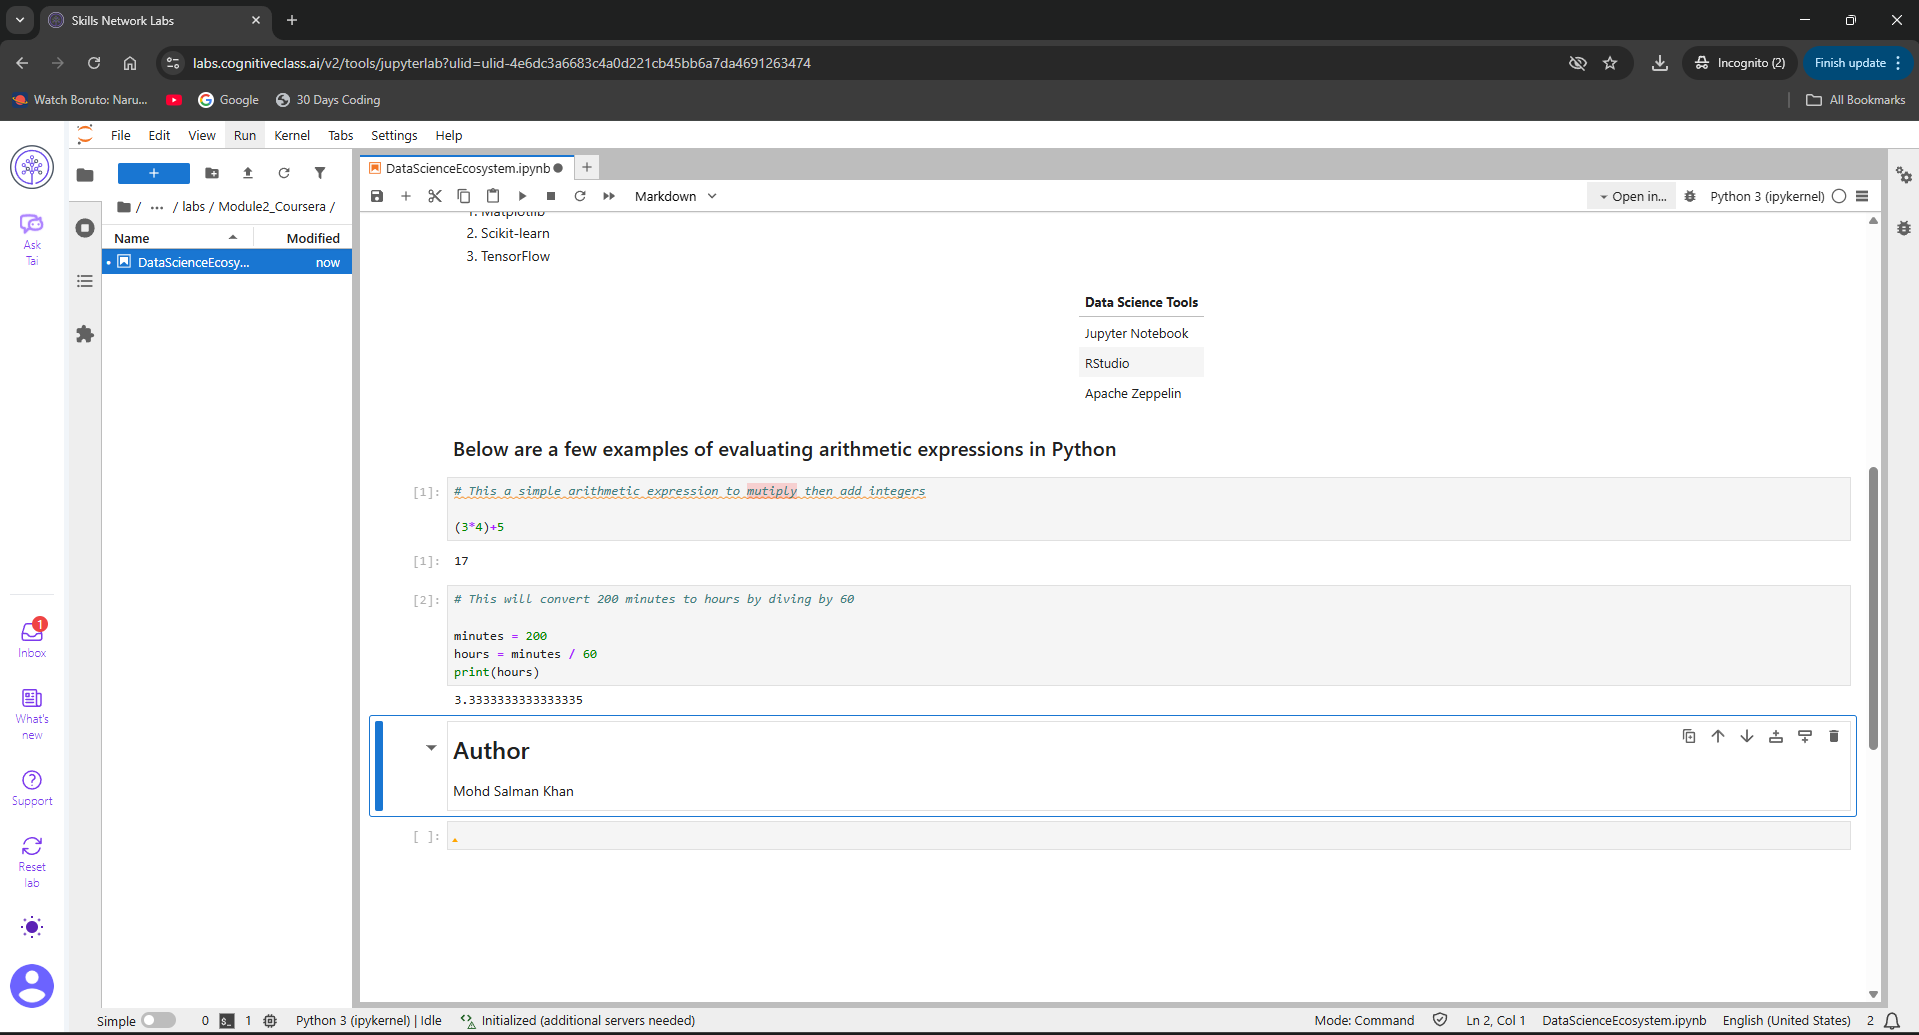 Skills Network Labs
labs.cognitiveclass.ai/v2/tools/jupyterlab?ulid=ulid-4e6dc3a6683c4a0d221cb45bb6a7da4691263474
Incognito (2)
Finish update
Watch Boruto: Naru...
Google
30 Days Coding
All Bookmarks
File Edit View Run Kernel Tabs Settings Help
Ask
Tai
Inbox
1
What's
new
Support
Reset
lab
+
/ ... / labs / Module2_Coursera /
Name Modified
DataScienceEcosy... now
DataScienceEcosystem.ipynb
Markdown
Open in...
Python 3 (ipykernel)
1. Matplotlib
2. Scikit-learn
3. TensorFlow
Data Science Tools
Jupyter Notebook
RStudio
Apache Zeppelin
Below are a few examples of evaluating arithmetic expressions in Python
[1]: # This a simple arithmetic expression to mutiply then add integers
(3*4)+5
[1]: 17
[2]: # This will convert 200 minutes to hours by diving by 60
minutes = 200
hours = minutes / 60
print(hours)
3.3333333333333335
Author
Mohd Salman Khan
[ ]:
Simple 0 $_ 1 Python 3 (ipykernel) | Idle Initialized (additional servers needed)
Mode: Command Ln 2, Col 1 DataScienceEcosystem.ipynb English (United States) 2